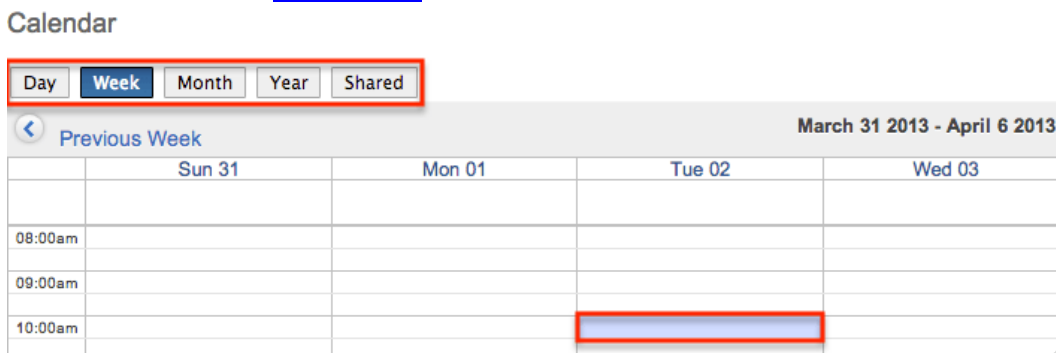 Calendar
Day Week Month Year Shared
Previous Week March 31 2013 - April 6 2013
Sun 31 Mon 01 Tue 02 Wed 03
08:00am
09:00am
10:00am